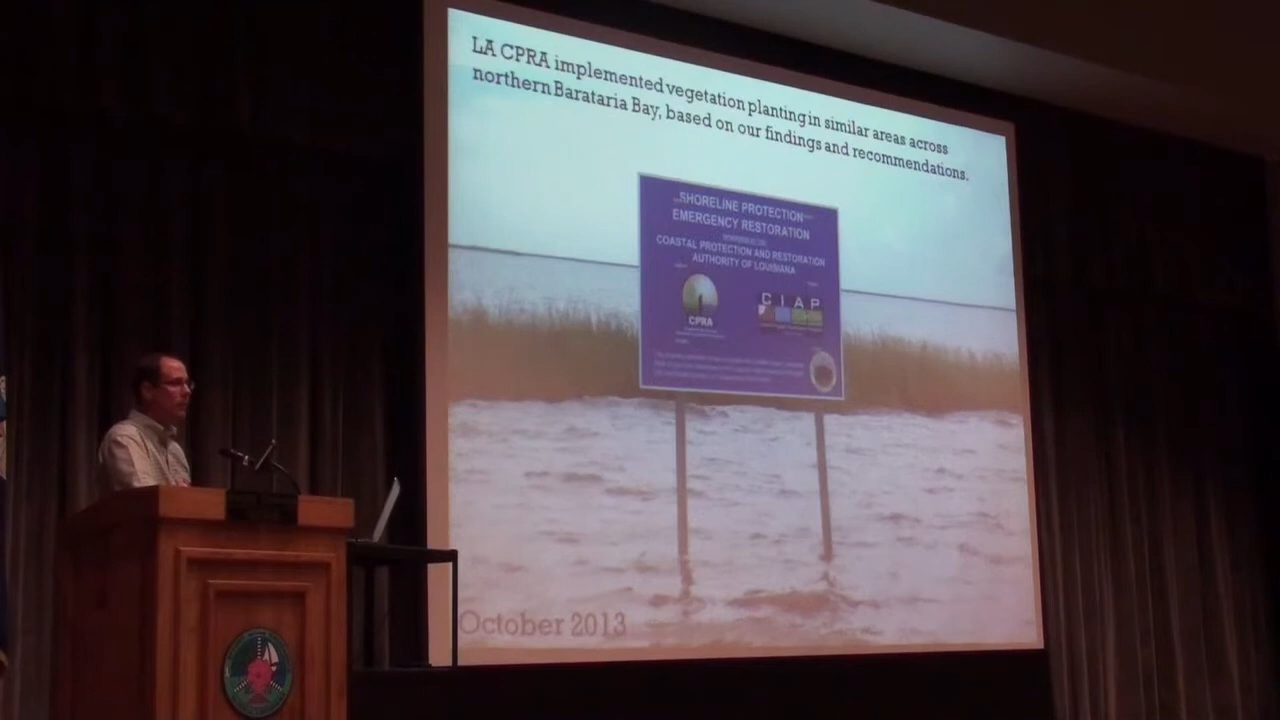 LA CPRA implemented vegetation planting in similar areas across
northern Barataria Bay, based on our findings and recommendations.
SHORELINE PROTECTION
EMERGENCY RESTORATION
COASTAL PROTECTION AND RESTORATION
AUTHORITY OF LOUISIANA
CPRA
CIAP
October 2013